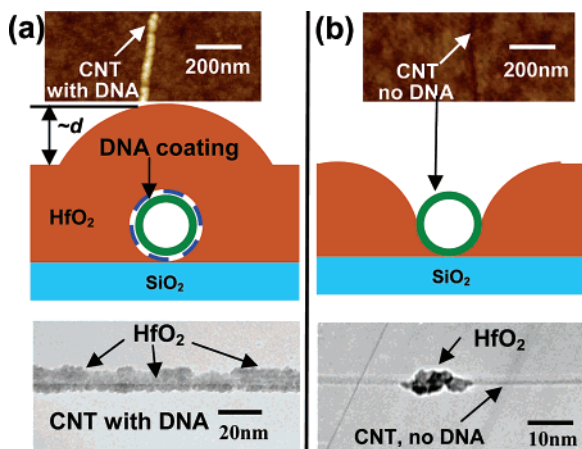 (a)
CNT
with DNA
200nm
~d
DNA coating
HfO2
SiO2
HfO2
CNT with DNA
20nm
(b)
CNT
no DNA
200nm
SiO2
HfO2
CNT, no DNA
10nm